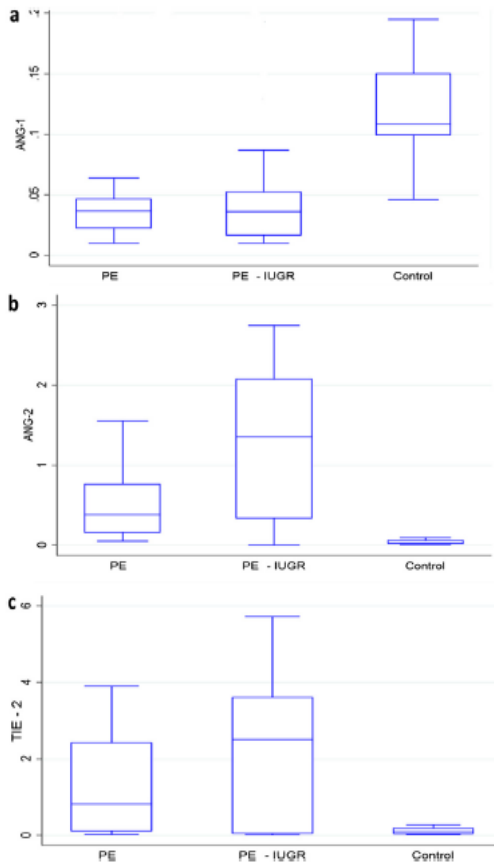 a
.2
.15
.1
.05
0
ANG-1
PE
PE - IUGR
Control
b
3
2
1
0
ANG-2
PE
PE - IUGR
Control
c
6
4
2
0
TIE - 2
PE
PE - IUGR
Control